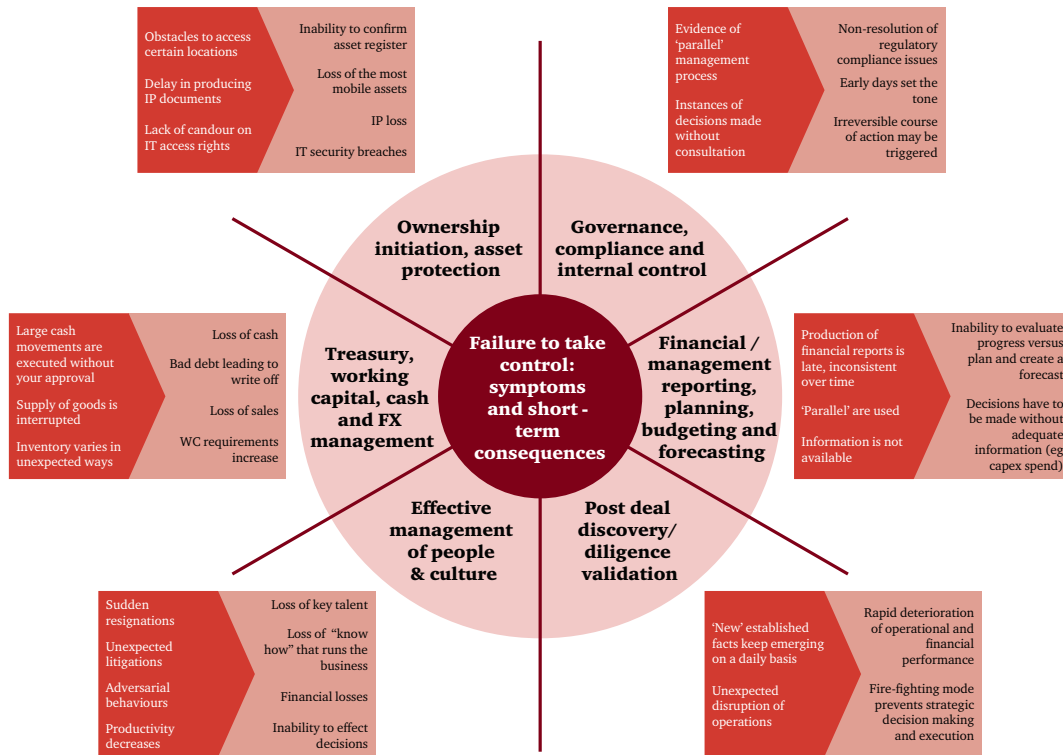 Obstacles to access
certain locations
Delay in producing
IP documents
Lack of candour on
IT access rights
Inability to confirm
asset register
Loss of the most
mobile assets
IP loss
IT security breaches
Evidence of
‘parallel’
management
process
Instances of
decisions made
without
consultation
Non-resolution of
regulatory
compliance issues
Early days set the
tone
Irreversible course
of action may be
triggered
Ownership
initiation, asset
protection
Governance,
compliance and
internal control
Large cash
movements are
executed without
your approval
Supply of goods is
interrupted
Inventory varies in
unexpected ways
Loss of cash
Bad debt leading to
write off
Loss of sales
WC requirements
increase
Treasury,
working
capital, cash
and FX
management
Failure to take
control:
symptoms
and short -
term
consequences
Financial /
management
reporting,
planning,
budgeting and
forecasting
Production of
financial reports is
late, inconsistent
over time
‘Parallel’ are used
Information is not
available
Inability to evaluate
progress versus
plan and create a
forecast
Decisions have to
be made without
adequate
information (eg
capex spend)
Effective
management
of people
& culture
Post deal
discovery/
diligence
validation
Sudden
resignations
Unexpected
litigations
Adversarial
behaviours
Productivity
decreases
Loss of key talent
Loss of “know
how” that runs the
business
Financial losses
Inability to effect
decisions
‘New’ established
facts keep emerging
on a daily basis
Unexpected
disruption of
operations
Rapid deterioration
of operational and
financial
performance
Fire-fighting mode
prevents strategic
decision making
and execution